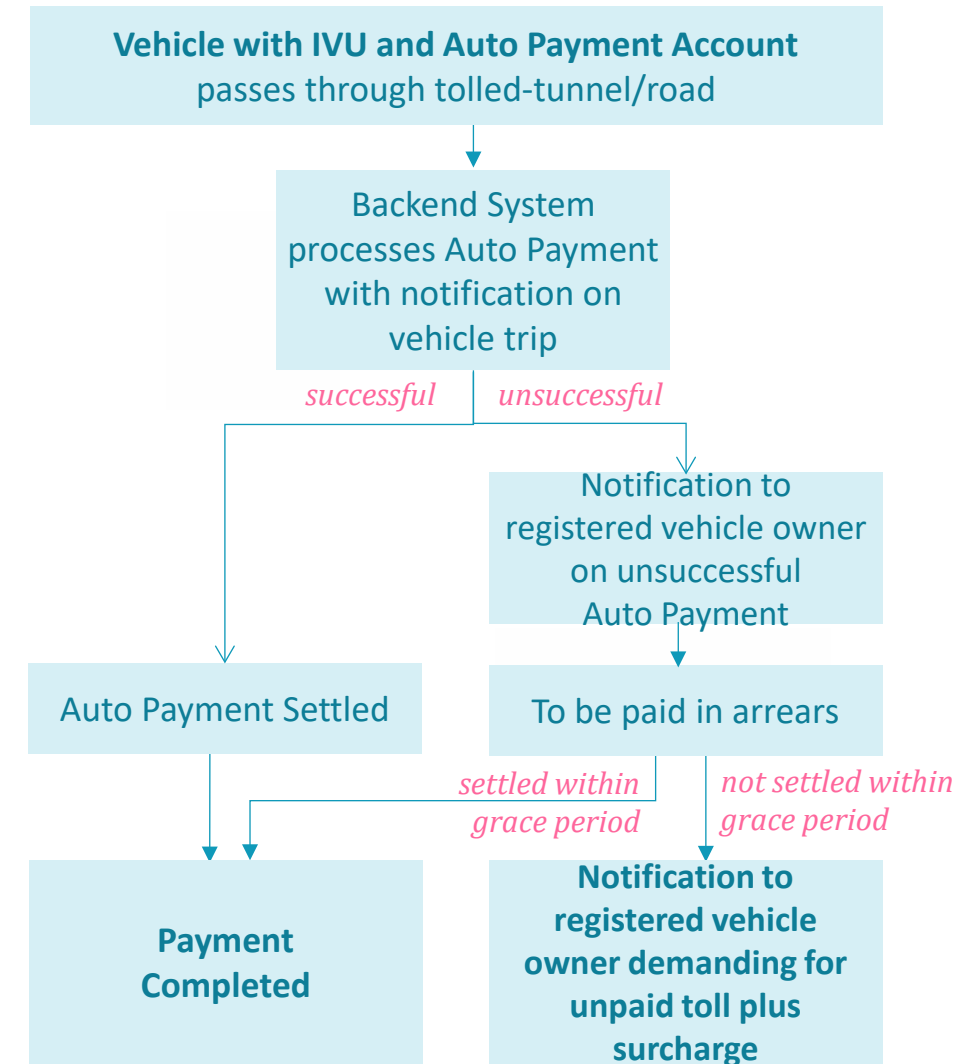 Vehicle with IVU and Auto Payment Account
passes through tolled-tunnel/road
Backend System
processes Auto Payment
with notification on
vehicle trip
successful
unsuccessful
Notification to
registered vehicle owner
on unsuccessful
Auto Payment
Auto Payment Settled
To be paid in arrears
settled within
grace period
not settled within
grace period
Payment
Completed
Notification to
registered vehicle
owner demanding for
unpaid toll plus
surcharge